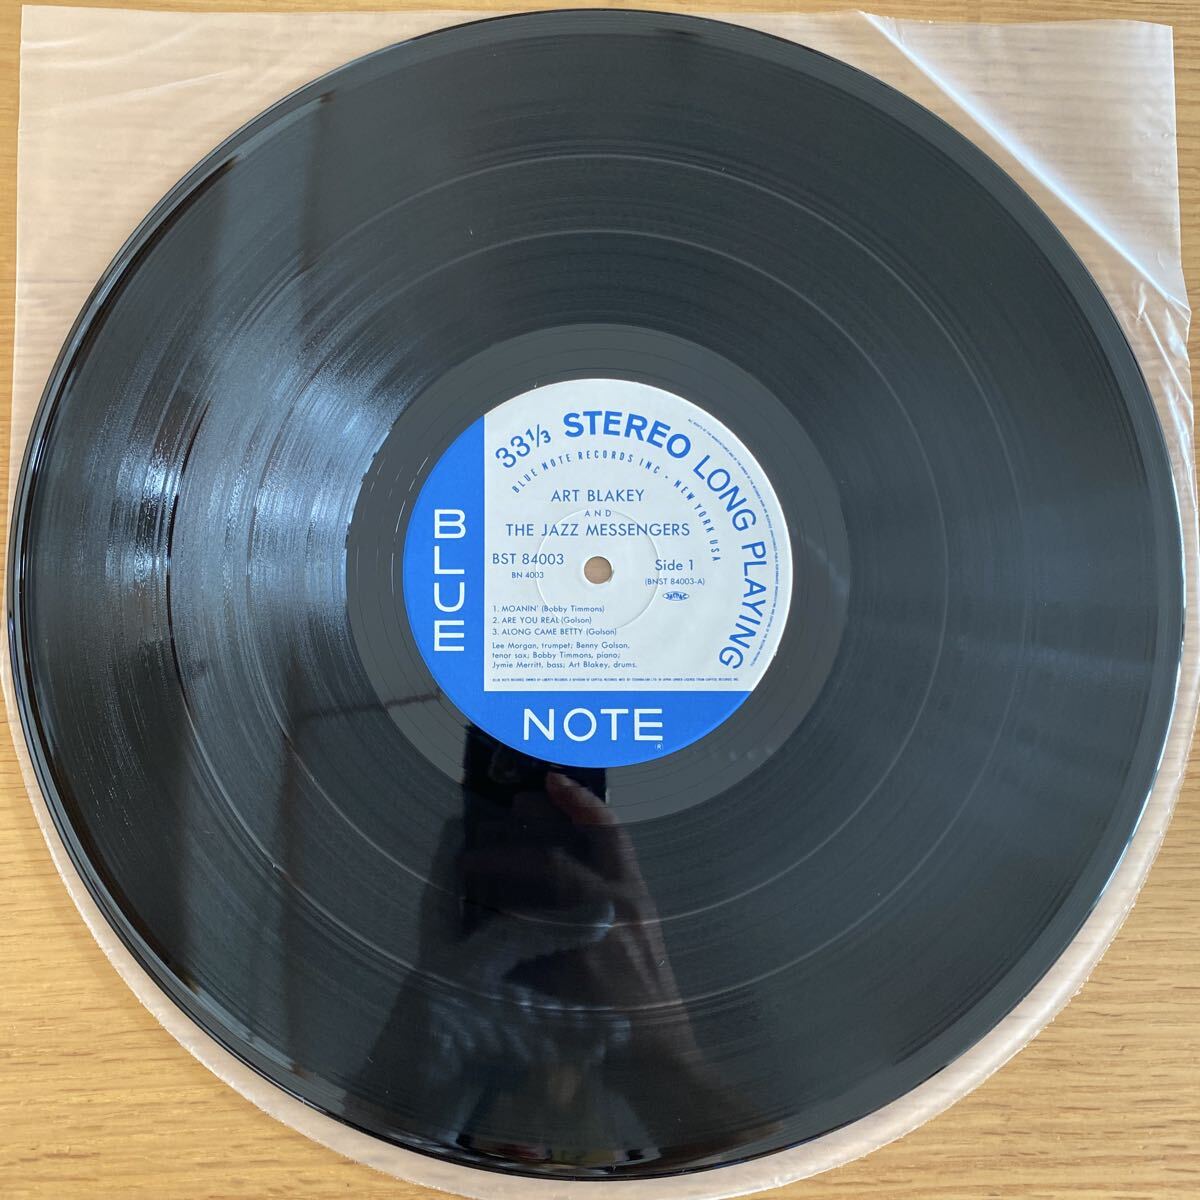 33 1/3 STEREO LONG PLAYING
BLUE NOTE RECORDS INC · NEW YORK USA
ART BLAKEY
AND
THE JAZZ MESSENGERS
BST 84003
BN 4003
Side 1
(BNST 84003-A)
1. MOANIN' (Bobby Timmons)
2. ARE YOU REAL (Golson)
3. ALONG CAME BETTY (Golson)
Lee Morgan, trumpet; Benny Golson,
tenor sax; Bobby Timmons, piano;
Jymie Merritt, bass; Art Blakey, drums.
BLUE
NOTE
®